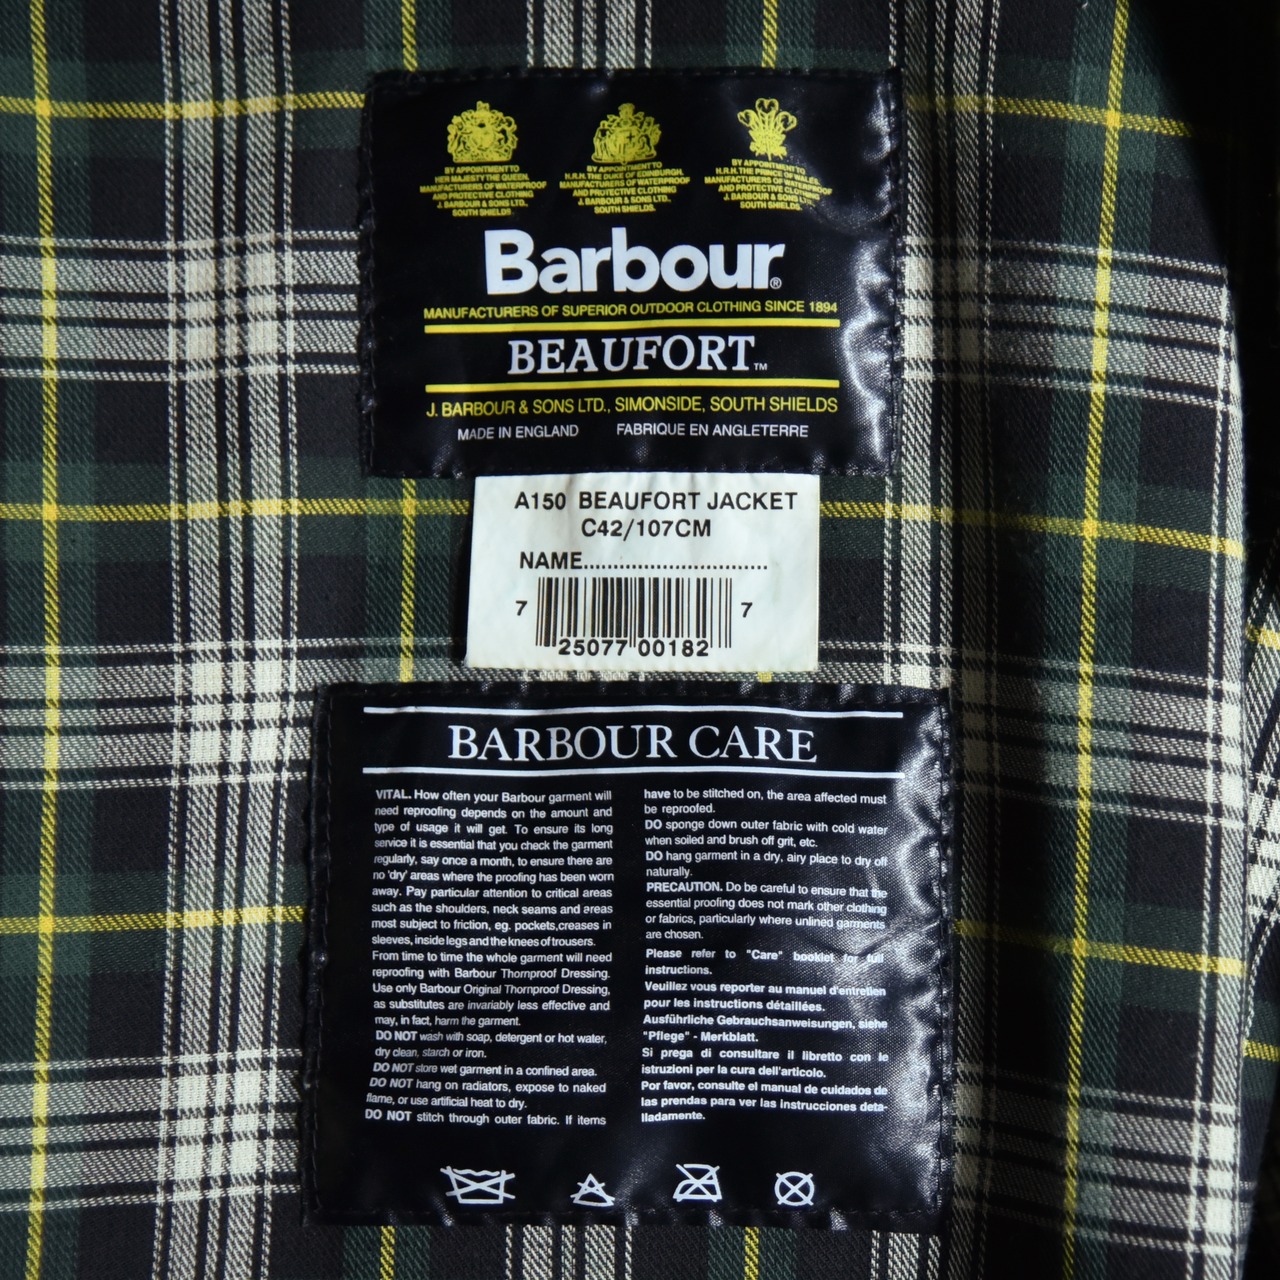 BY APPOINTMENT TO
HER MAJESTY THE QUEEN.
MANUFACTURERS OF WATERPROOF
AND PROTECTIVE CLOTHING
J. BARBOUR & SONS LTD.,
SOUTH SHIELDS.
BY APPOINTMENT TO
H.R.H. THE DUKE OF EDINBURGH.
MANUFACTURERS OF WATERPROOF
AND PROTECTIVE CLOTHING
J. BARBOUR & SONS LTD.,
SOUTH SHIELDS.
BY APPOINTMENT TO
H.R.H. THE PRINCE OF WALES.
MANUFACTURERS OF WATERPROOF
AND PROTECTIVE CLOTHING
J. BARBOUR & SONS LTD.,
SOUTH SHIELDS.
Barbour®
MANUFACTURERS OF SUPERIOR OUTDOOR CLOTHING SINCE 1894
BEAUFORT™
J. BARBOUR & SONS LTD., SIMONSIDE, SOUTH SHIELDS
MADE IN ENGLAND FABRIQUE EN ANGLETERRE
A150 BEAUFORT JACKET
C42/107CM
NAME...............................
7 25077 00182 7
BARBOUR CARE
VITAL. How often your Barbour garment will
need reproofing depends on the amount and
type of usage it will get. To ensure its long
service it is essential that you check the garment
regularly, say once a month, to ensure there are
no 'dry' areas where the proofing has been worn
away. Pay particular attention to critical areas
such as the shoulders, neck seams and areas
most subject to friction, eg. pockets,creases in
sleeves, inside legs and the knees of trousers.
From time to time the whole garment will need
reproofing with Barbour Thornproof Dressing.
Use only Barbour Original Thornproof Dressing,
as substitutes are invariably less effective and
may, in fact, harm the garment.
DO NOT wash with soap, detergent or hot water,
dry clean, starch or iron.
DO NOT store wet garment in a confined area.
DO NOT hang on radiators, expose to naked
flame, or use artificial heat to dry.
DO NOT stitch through outer fabric. If items
have to be stitched on, the area affected must
be reproofed.
DO sponge down outer fabric with cold water
when soiled and brush off grit, etc.
DO hang garment in a dry, airy place to dry off
naturally.
PRECAUTION. Do be careful to ensure that the
essential proofing does not mark other clothing
or fabrics, particularly where unlined garments
are chosen.
Please refer to "Care" booklet for full
instructions.
Veuillez vous reporter au manuel d'entretien
pour les instructions détaillées.
Ausführliche Gebrauchsanweisungen, siehe
"Pflege" - Merkblatt.
Si prega di consultare il libretto con le
istruzioni per la cura dell'articolo.
Por favor, consulte el manual de cuidados de
las prendas para ver las instrucciones deta-
lladamente.